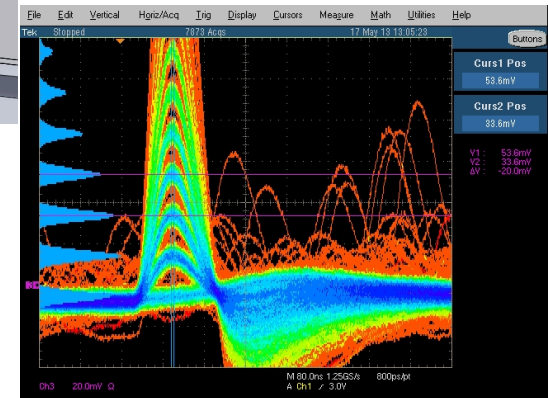 File Edit Vertical Horiz/Acq Trig Display Cursors Measure Math Utilities Help
Tek Stopped 7873 Acqs 17 May 13 13:05:23
Buttons
Curs1 Pos
53.6mV
Curs2 Pos
33.6mV
V1 : 53.6mV
V2 : 33.6mV
ΔV : -20.0mV
Ch3 20.0mV Ω
M 80.0ns 1.25GS/s 800ps/pt
A Ch1 / 3.0V